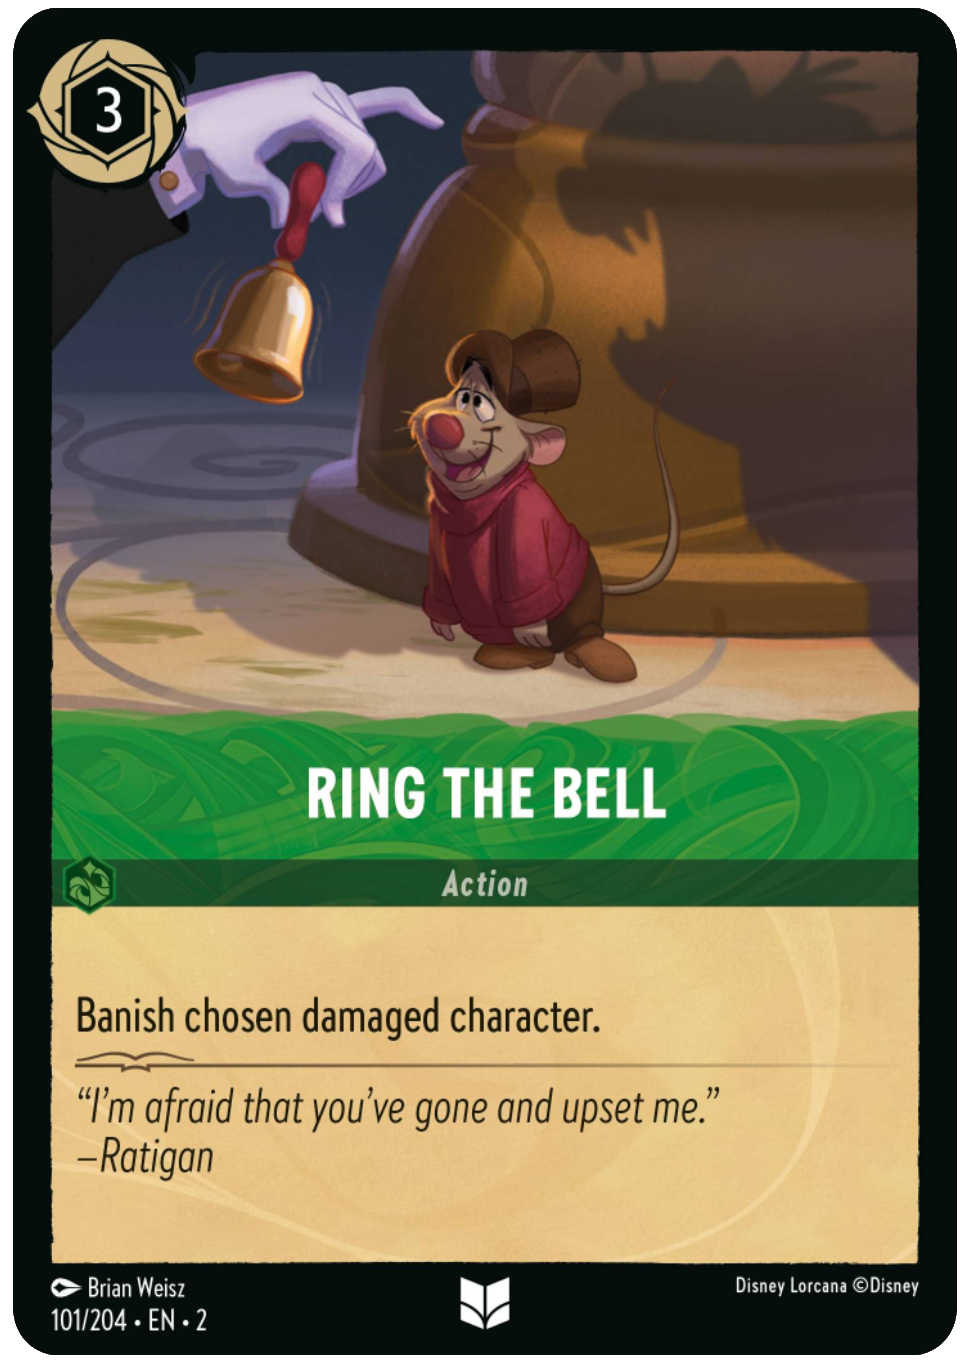 3
RING THE BELL
Action
Banish chosen damaged character.
“I’m afraid that you’ve gone and upset me.”
–Ratigan
Brian Weisz
101/204 • EN • 2
Disney Lorcana ©Disney